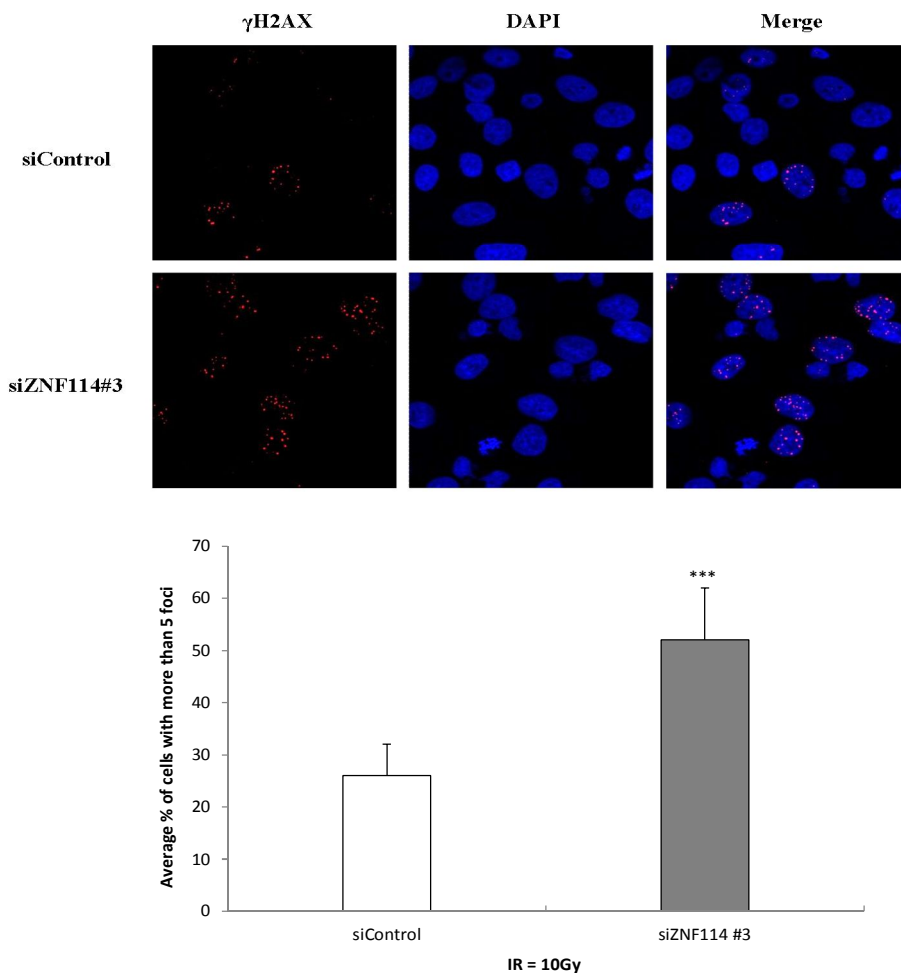 γH2AX DAPI Merge
siControl
siZNF114#3
Average % of cells with more than 5 foci
70
60
50
40
30
20
10
0
***
siControl siZNF114 #3
IR = 10Gy